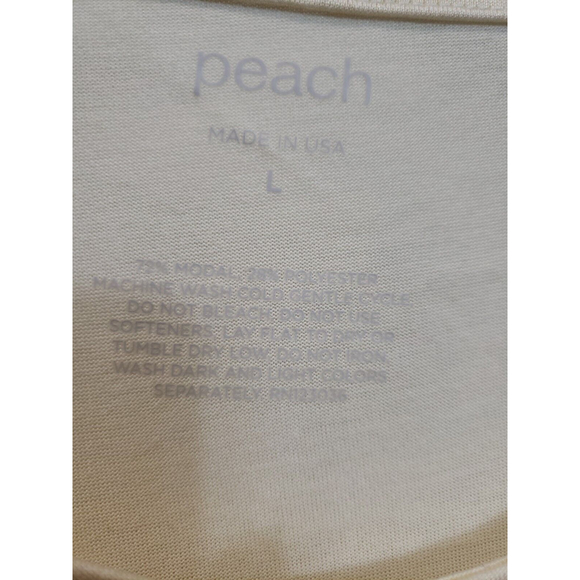 peach
MADE IN USA
L
72% MODAL, 28% POLYESTER
MACHINE WASH COLD GENTLE CYCLE.
DO NOT BLEACH. DO NOT USE
SOFTENERS. LAY FLAT TO DRY OR
TUMBLE DRY LOW. DO NOT IRON.
WASH DARK AND LIGHT COLORS
SEPARATELY. RN123036